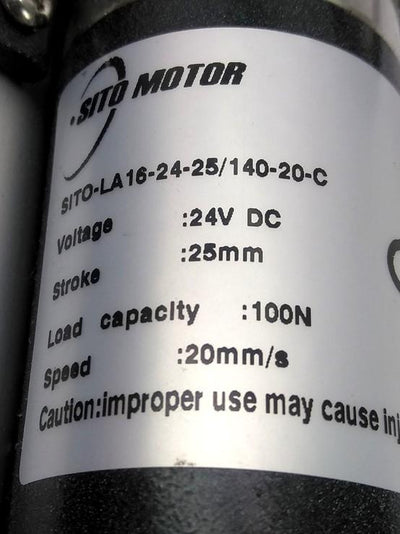 SITO MOTOR
SITO-LA16-24-25/140-20-C
Voltage :24V DC
Stroke :25mm
Load capacity :100N
Speed :20mm/s
Caution:improper use may cause inj